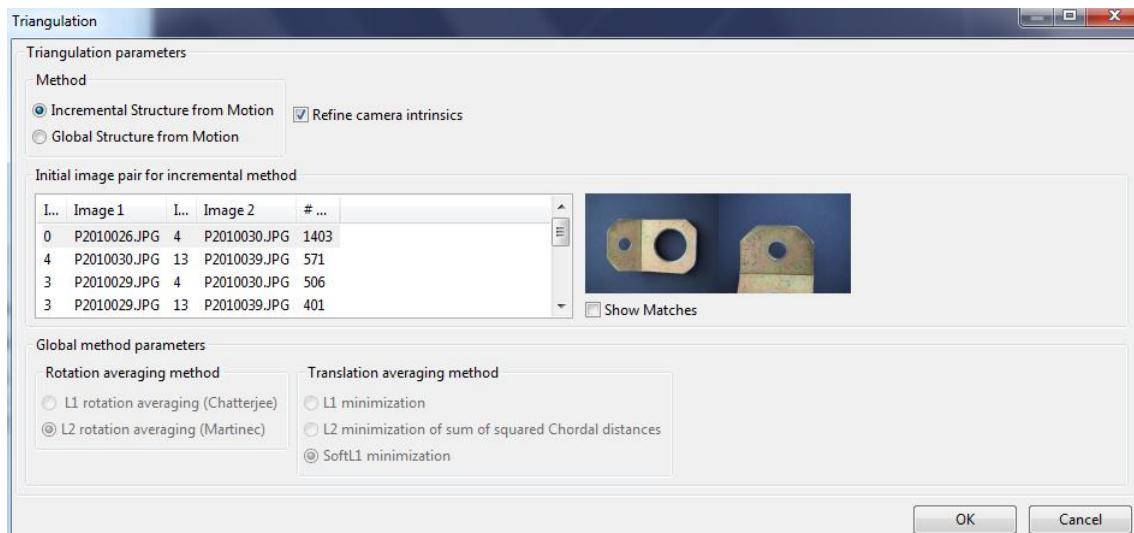 Triangulation
Triangulation parameters
Method
Incremental Structure from Motion
Global Structure from Motion
Refine camera intrinsics
Initial image pair for incremental method
I... Image 1 I... Image 2 # ...
0 P2010026.JPG 4 P2010030.JPG 1403
4 P2010030.JPG 13 P2010039.JPG 571
3 P2010029.JPG 4 P2010030.JPG 506
3 P2010029.JPG 13 P2010039.JPG 401
Show Matches
Global method parameters
Rotation averaging method
L1 rotation averaging (Chatterjee)
L2 rotation averaging (Martinec)
Translation averaging method
L1 minimization
L2 minimization of sum of squared Chordal distances
SoftL1 minimization
OK Cancel